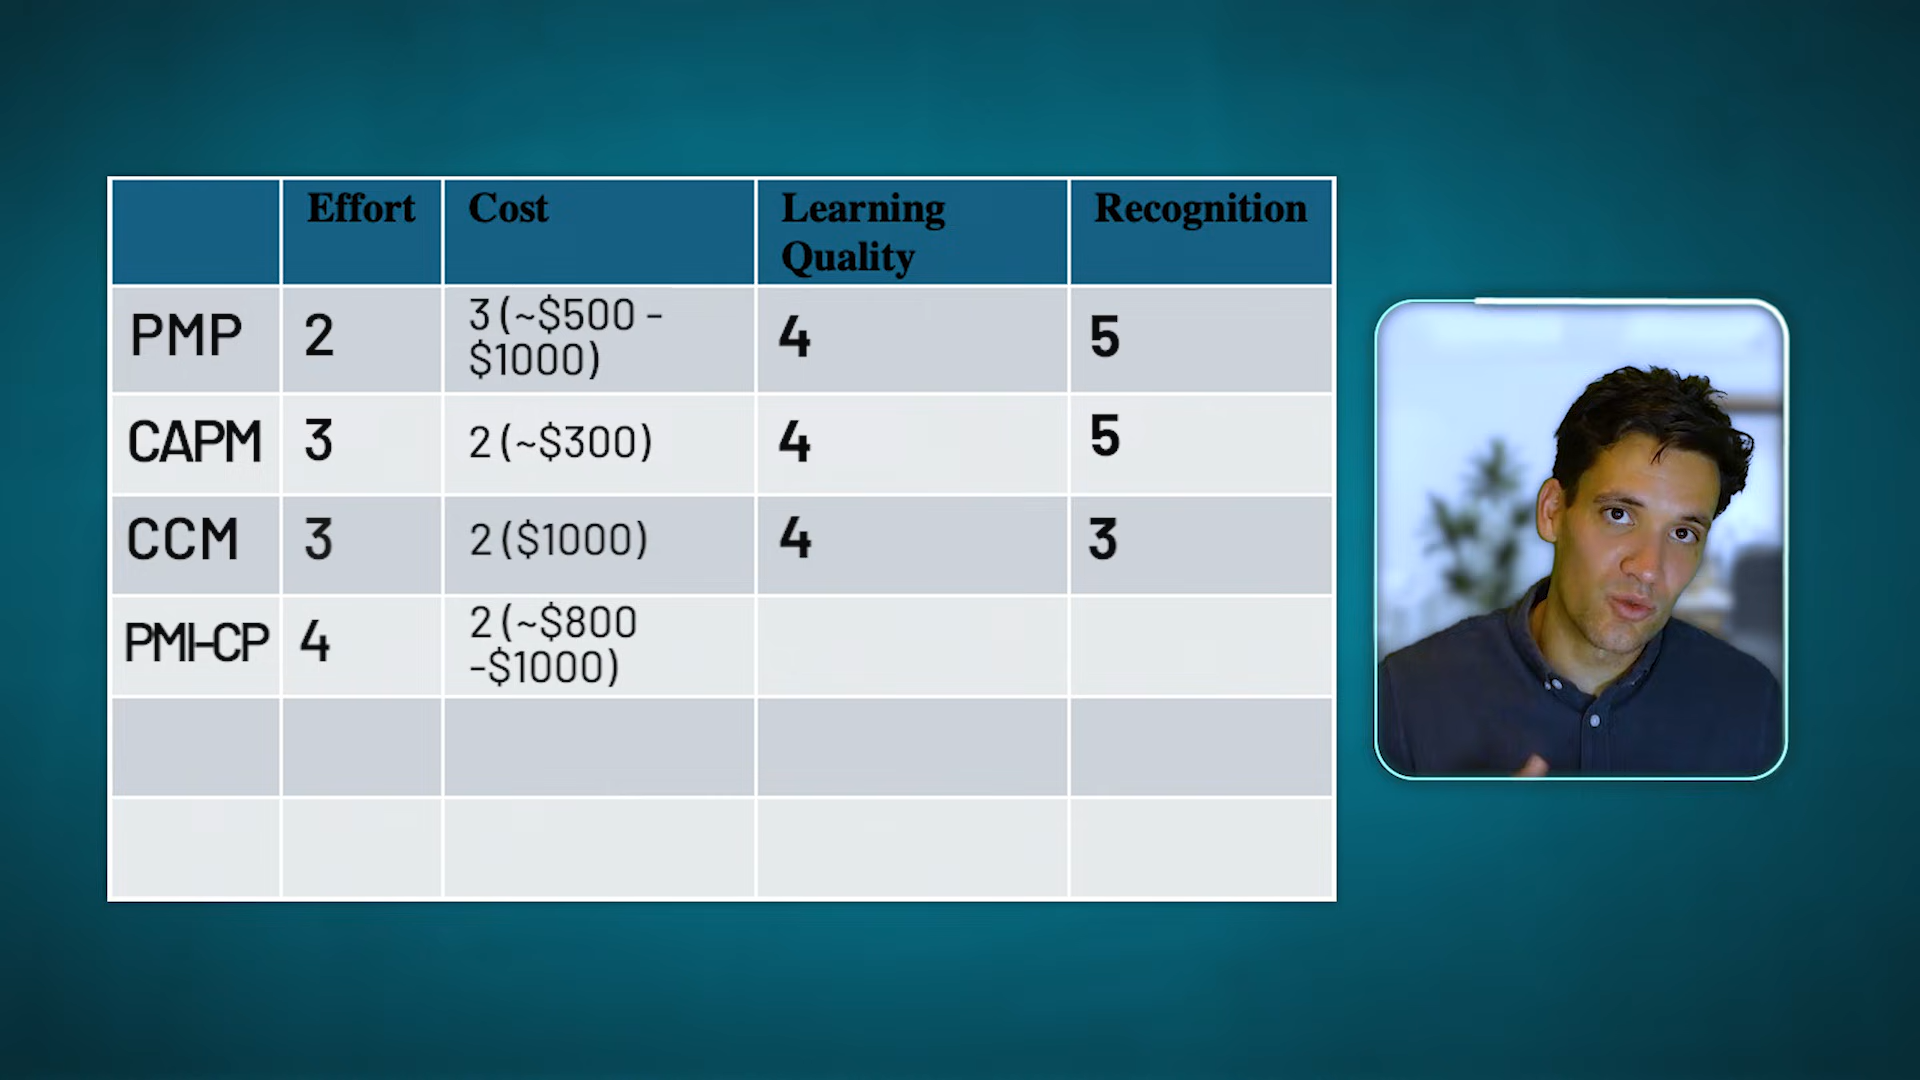 Effort
Cost
Learning
Quality
Recognition
PMP
2
3 (~$500 -
$1000)
4
5
CAPM
3
2 (~$300)
4
5
CCM
3
2 ($1000)
4
3
PMI-CP
4
2 (~$800
-$1000)